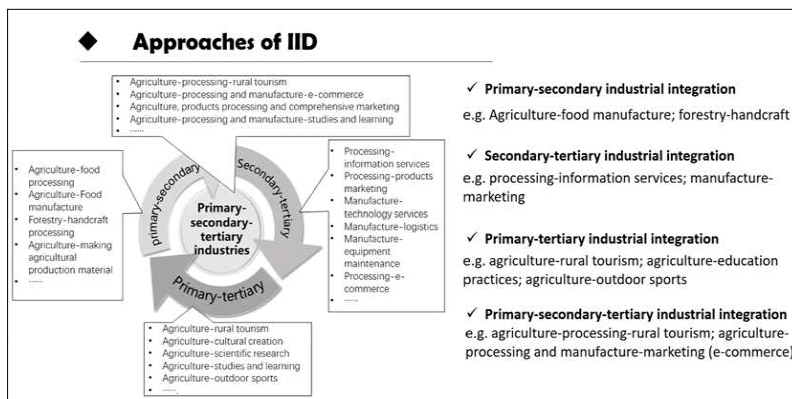 ◆ Approaches of IID
• Agriculture-processing-rural tourism
• Agriculture-processing and manufacture-e-commerce
• Agriculture, products processing and comprehensive marketing
• Agriculture-processing and manufacture-studies and learning
• ······
• Agriculture-food
processing
• Agriculture-Food
manufacture
• Forestry-handcraft
processing
• Agriculture-making
agricultural
production material
• ······
primary-secondary
Secondary-tertiary
Primary-tertiary
Primary-
secondary-
tertiary
industries
• Processing-
information services
• Processing-products
marketing
• Manufacture-
technology services
• Manufacture-logistics
• Manufacture-
equipment
maintenance
• Processing-e-
commerce
• ······
• Agriculture-rural tourism
• Agriculture-cultural creation
• Agriculture-scientific research
• Agriculture-studies and learning
• Agriculture-outdoor sports
• ······
✓ Primary-secondary industrial integration
e.g. Agriculture-food manufacture; forestry-handcraft
✓ Secondary-tertiary industrial integration
e.g. processing-information services; manufacture-
marketing
✓ Primary-tertiary industrial integration
e.g. agriculture-rural tourism; agriculture-education
practices; agriculture-outdoor sports
✓ Primary-secondary-tertiary industrial integration
e.g. agriculture-processing-rural tourism; agriculture-
processing and manufacture-marketing (e-commerce)